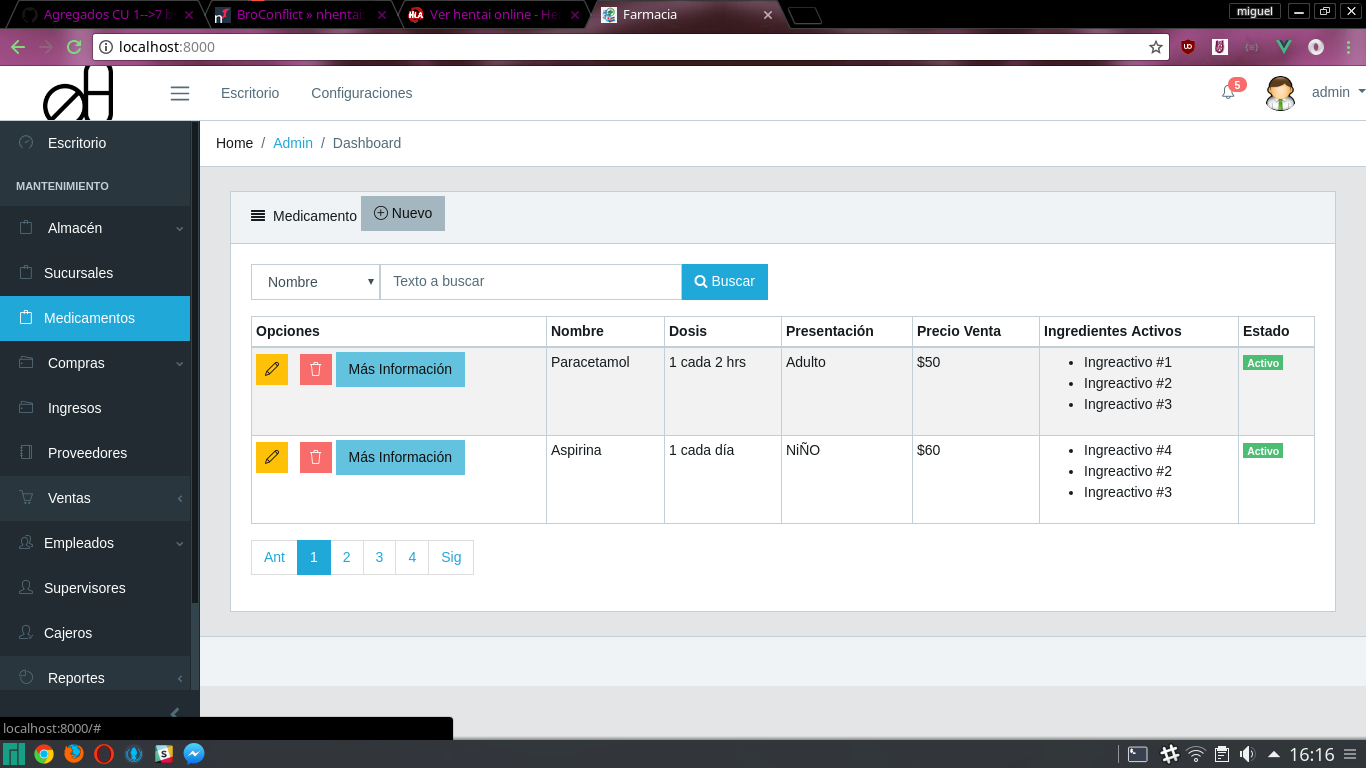 Agregados CU 1-->7 b
BroConflict » nhentai:
Ver hentai online - He
Farmacia
miguel
localhost:8000
Escritorio
Configuraciones
5
admin
Escritorio
MANTENIMIENTO
Almacén
Sucursales
Medicamentos
Compras
Ingresos
Proveedores
Ventas
Empleados
Supervisores
Cajeros
Reportes
Home / Admin / Dashboard
Medicamento
Nuevo
Nombre
Texto a buscar
Buscar
Opciones Nombre Dosis Presentación Precio Venta Ingredientes Activos Estado
Más Información Paracetamol 1 cada 2 hrs Adulto $50 Ingreactivo #1 Activo
Ingreactivo #2
Ingreactivo #3
Más Información Aspirina 1 cada día NiÑO $60 Ingreactivo #4 Activo
Ingreactivo #2
Ingreactivo #3
Ant 1 2 3 4 Sig
localhost:8000/#
16:16